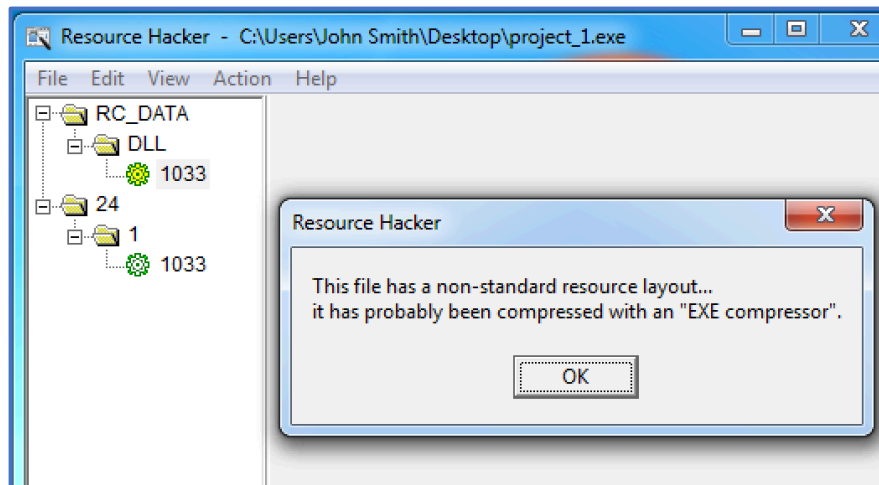 Resource Hacker - C:\Users\John Smith\Desktop\project_1.exe
File Edit View Action Help
RC_DATA
DLL
1033
24
1
1033
Resource Hacker
This file has a non-standard resource layout...
it has probably been compressed with an "EXE compressor".
OK